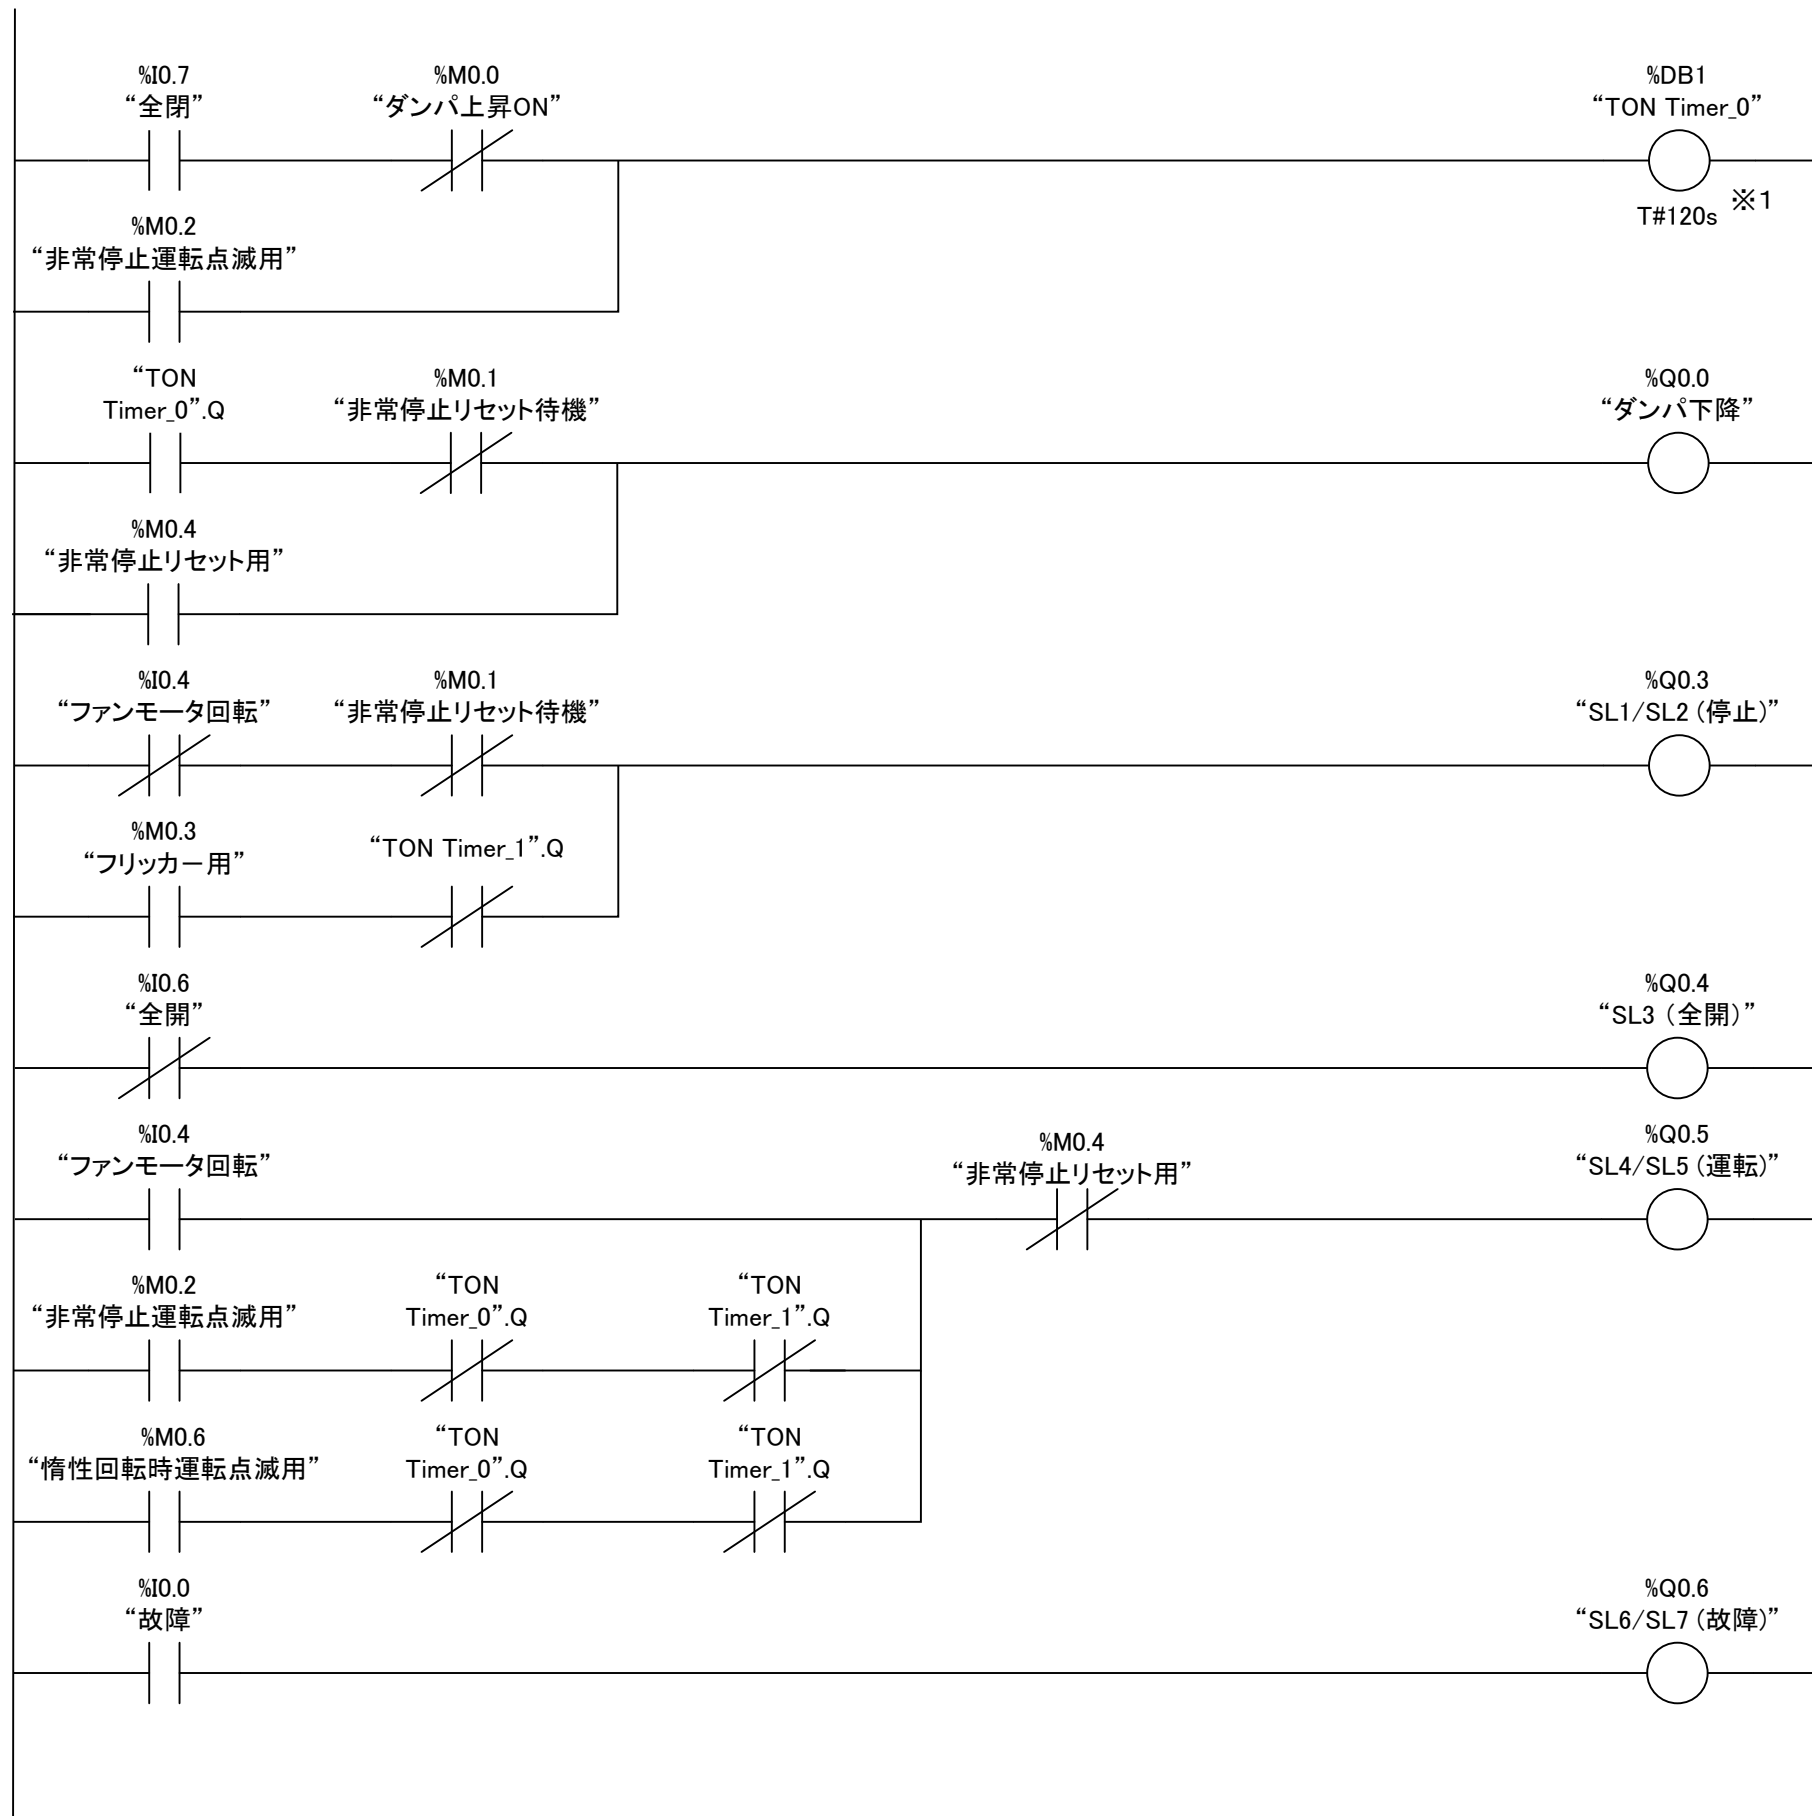 %I0.7
“全閉”
%M0.0
“ダンパ上昇ON”
%DB1
“TON Timer_0”
T#120s
※1
%M0.2
“非常停止運転点滅用”
“TON
Timer_0”.Q
%M0.1
“非常停止リセット待機”
%Q0.0
“ダンパ下降”
%M0.4
“非常停止リセット用”
%I0.4
“ファンモータ回転”
%M0.1
“非常停止リセット待機”
%Q0.3
“SL1/SL2 (停止)”
%M0.3
“フリッカー用”
“TON Timer_1”.Q
%I0.6
“全開”
%Q0.4
“SL3 (全開)”
%I0.4
“ファンモータ回転”
%M0.4
“非常停止リセット用”
%Q0.5
“SL4/SL5 (運転)”
%M0.2
“非常停止運転点滅用”
“TON
Timer_0”.Q
“TON
Timer_1”.Q
%M0.6
“惰性回転時運転点滅用”
“TON
Timer_0”.Q
“TON
Timer_1”.Q
%I0.0
“故障”
%Q0.6
“SL6/SL7 (故障)”